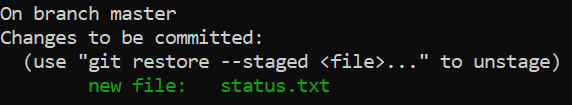 On branch master
Changes to be committed:
  (use "git restore --staged <file>..." to unstage)
        new file:   status.txt